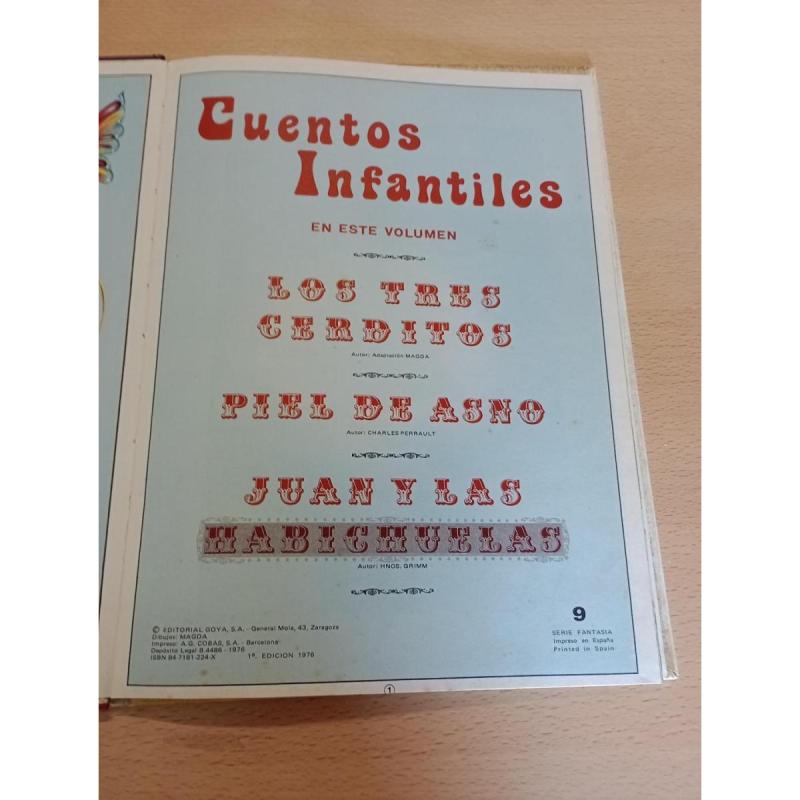 Cuentos
Infantiles
EN ESTE VOLUMEN
LOS TRES
CERDITOS
Autor: Adaptación MAGDA
PIEL DE ASNO
Autor: CHARLES PERRAULT
JUAN Y LAS
HABICHUELAS
Autor: HNOS. GRIMM
© EDITORIAL GOYA, S.A. - General Mola, 43, Zaragoza
Dibujos: MAGDA
Impreso: A.G. COBAS, S.A. - Barcelona
Depósito Legal B.4486 - 1976
ISBN 84-7181-224-X 1ª. EDICION 1976
9
SERIE FANTASIA
Impreso en España
Printed in Spain
1